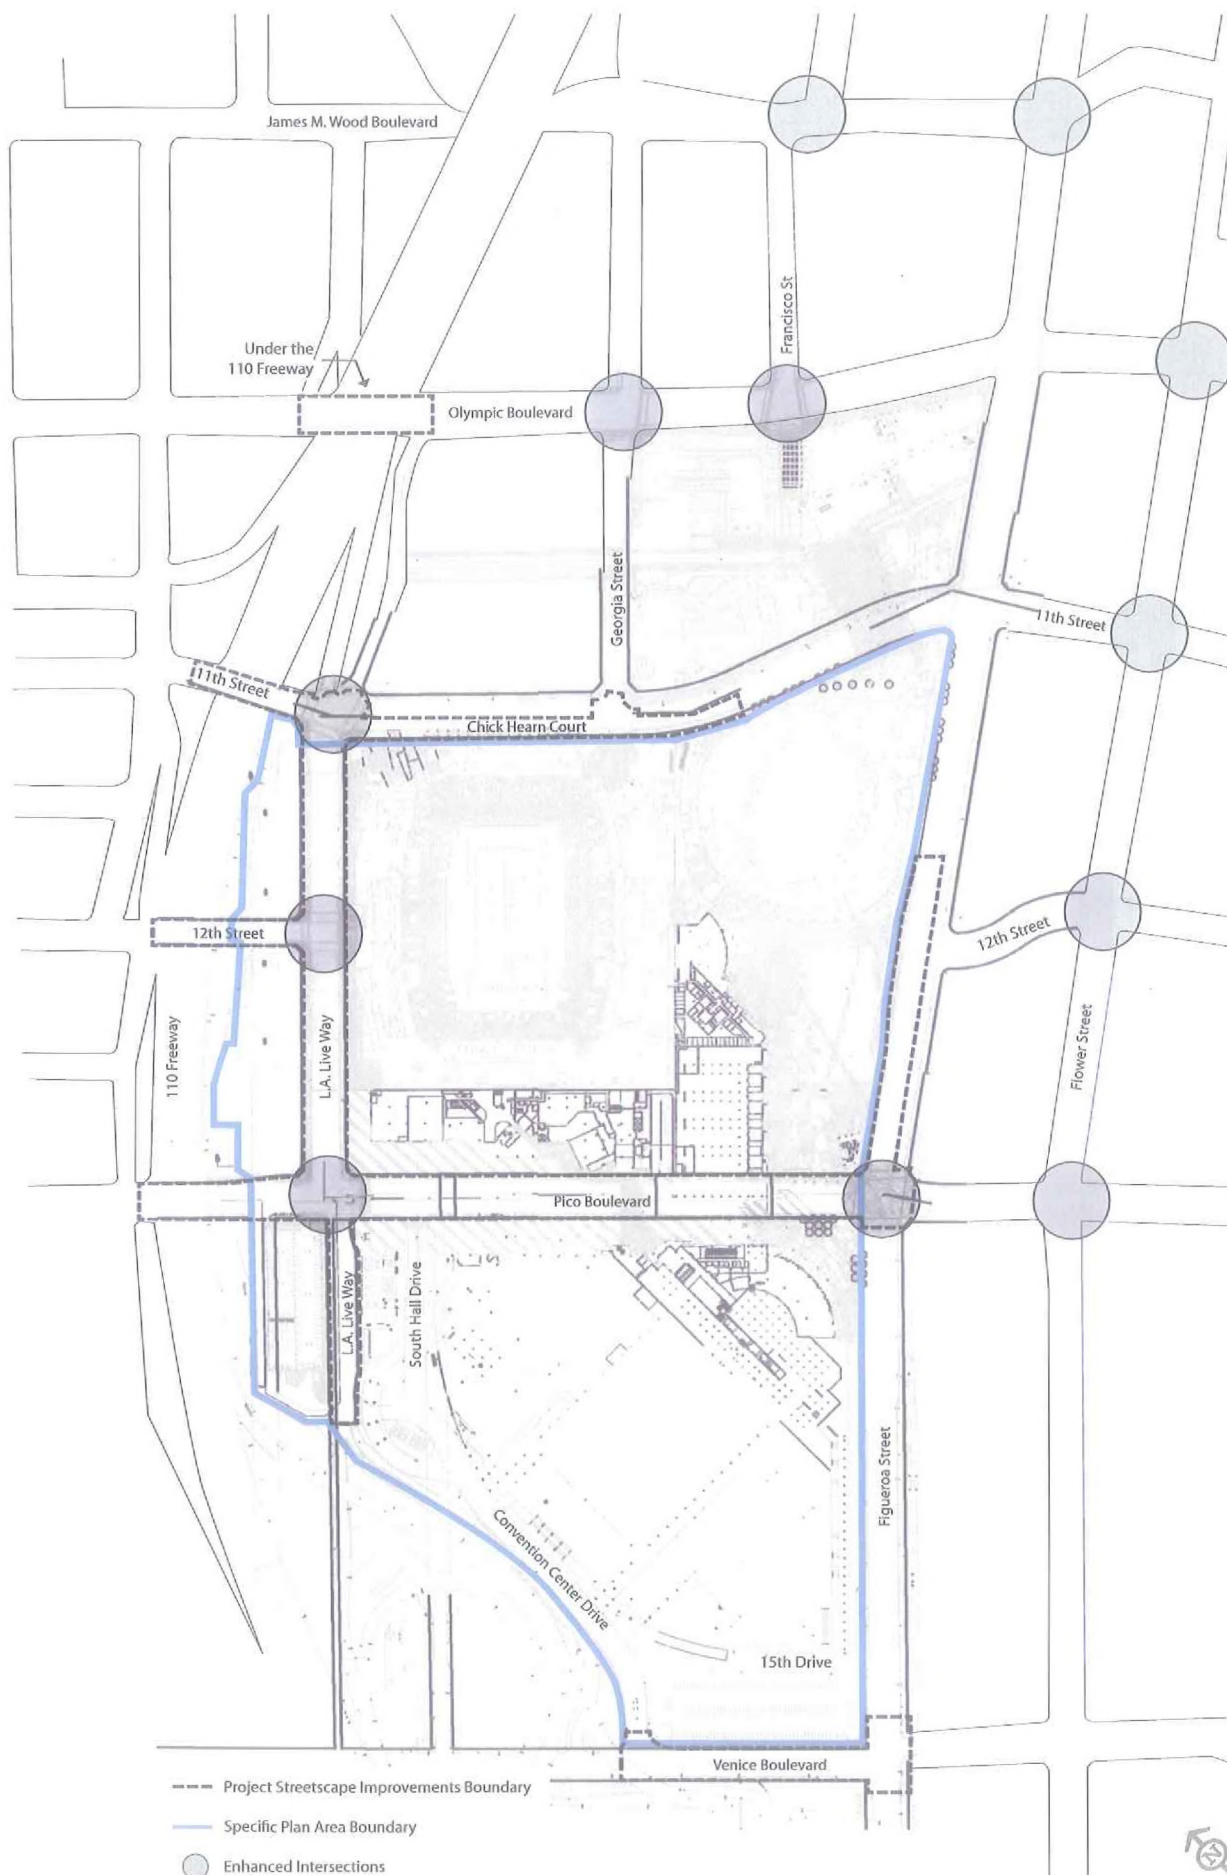 James M. Wood Boulevard
Francisco St
Under the
110 Freeway
Olympic Boulevard
Georgia Street
11th Street
11th Street
Chick Hearn Court
12th Street
12th Street
110 Freeway
L.A. Live Way
Flower Street
Pico Boulevard
L.A. Live Way
South Hall Drive
Figueroa Street
Convention Center Drive
15th Drive
Venice Boulevard
Project Streetscape Improvements Boundary
Specific Plan Area Boundary
Enhanced Intersections
N